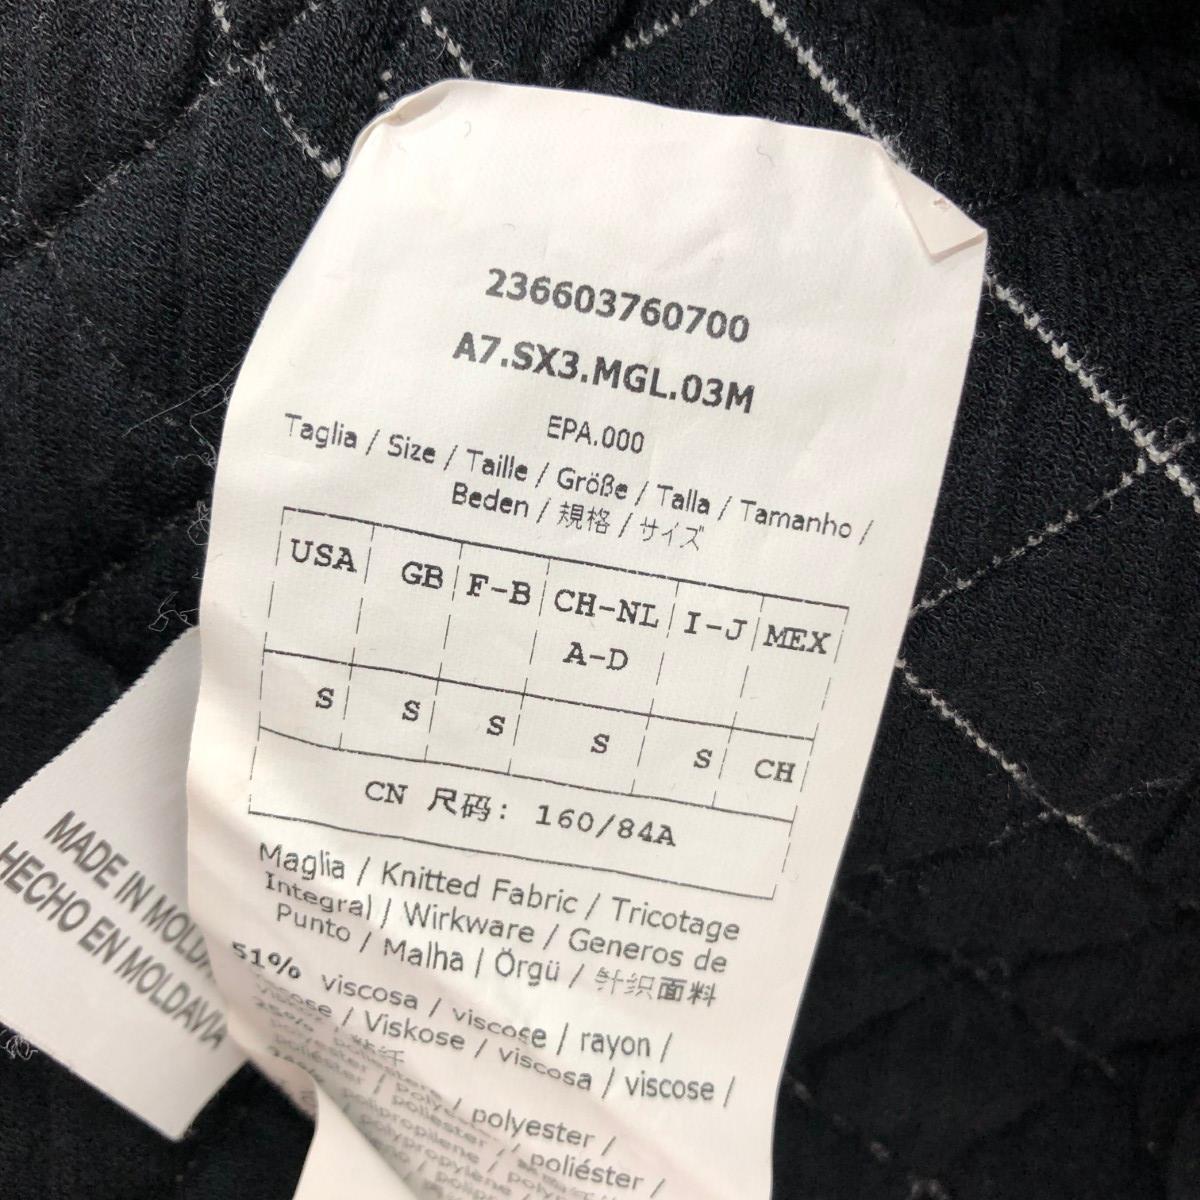 236603760700
A7.SX3.MGL.03M
EPA.000
Taglia / Size / Taille / Größe / Talla / Tamanho /
Beden / 規格 / サイズ
USA GB F-B CH-NL I-J MEX
A-D
S S S S S CH
CN 尺码: 160/84A
Maglia / Knitted Fabric / Tricotage
Integral / Wirkware / Generos de
Punto / Malha / Örgü / 针织面料
51% viscosa / viscose / rayon /
viscose / Viskose / viscosa / viscose /
polyester /
poliéster /
MADE IN
HECHO EN MOLDAVIA